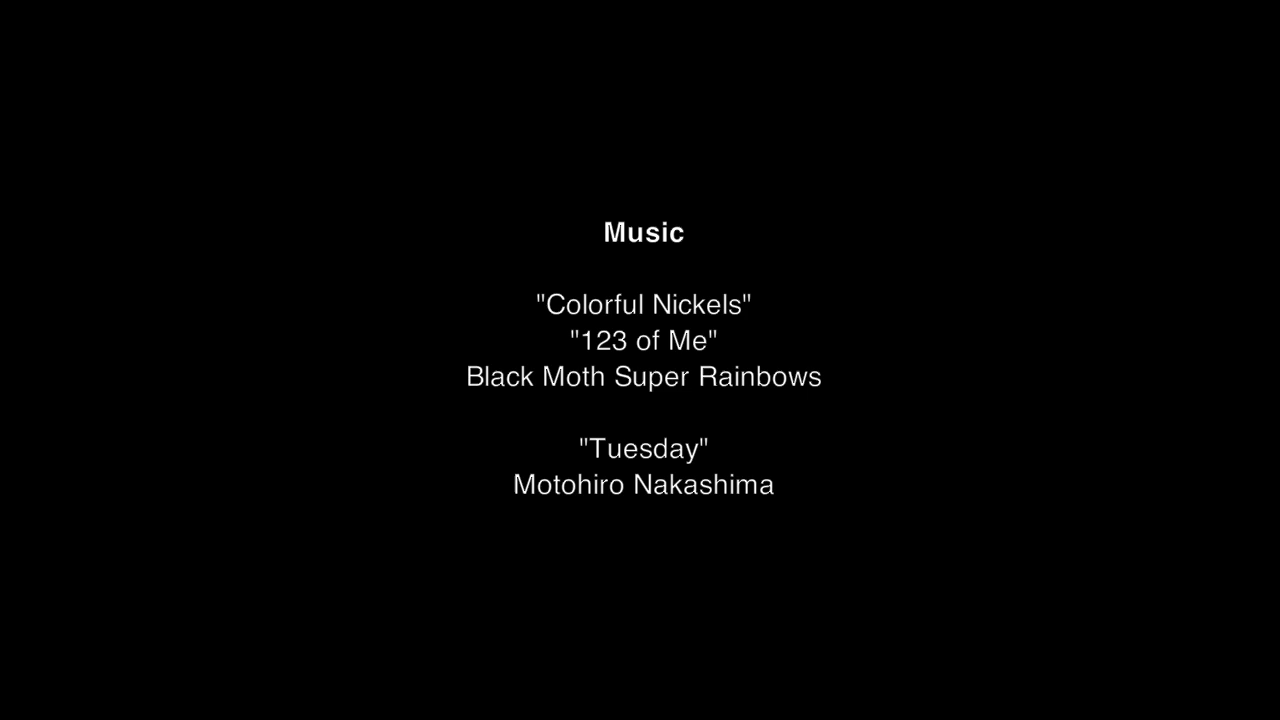 Music
"Colorful Nickels"
"123 of Me"
Black Moth Super Rainbows
"Tuesday"
Motohiro Nakashima